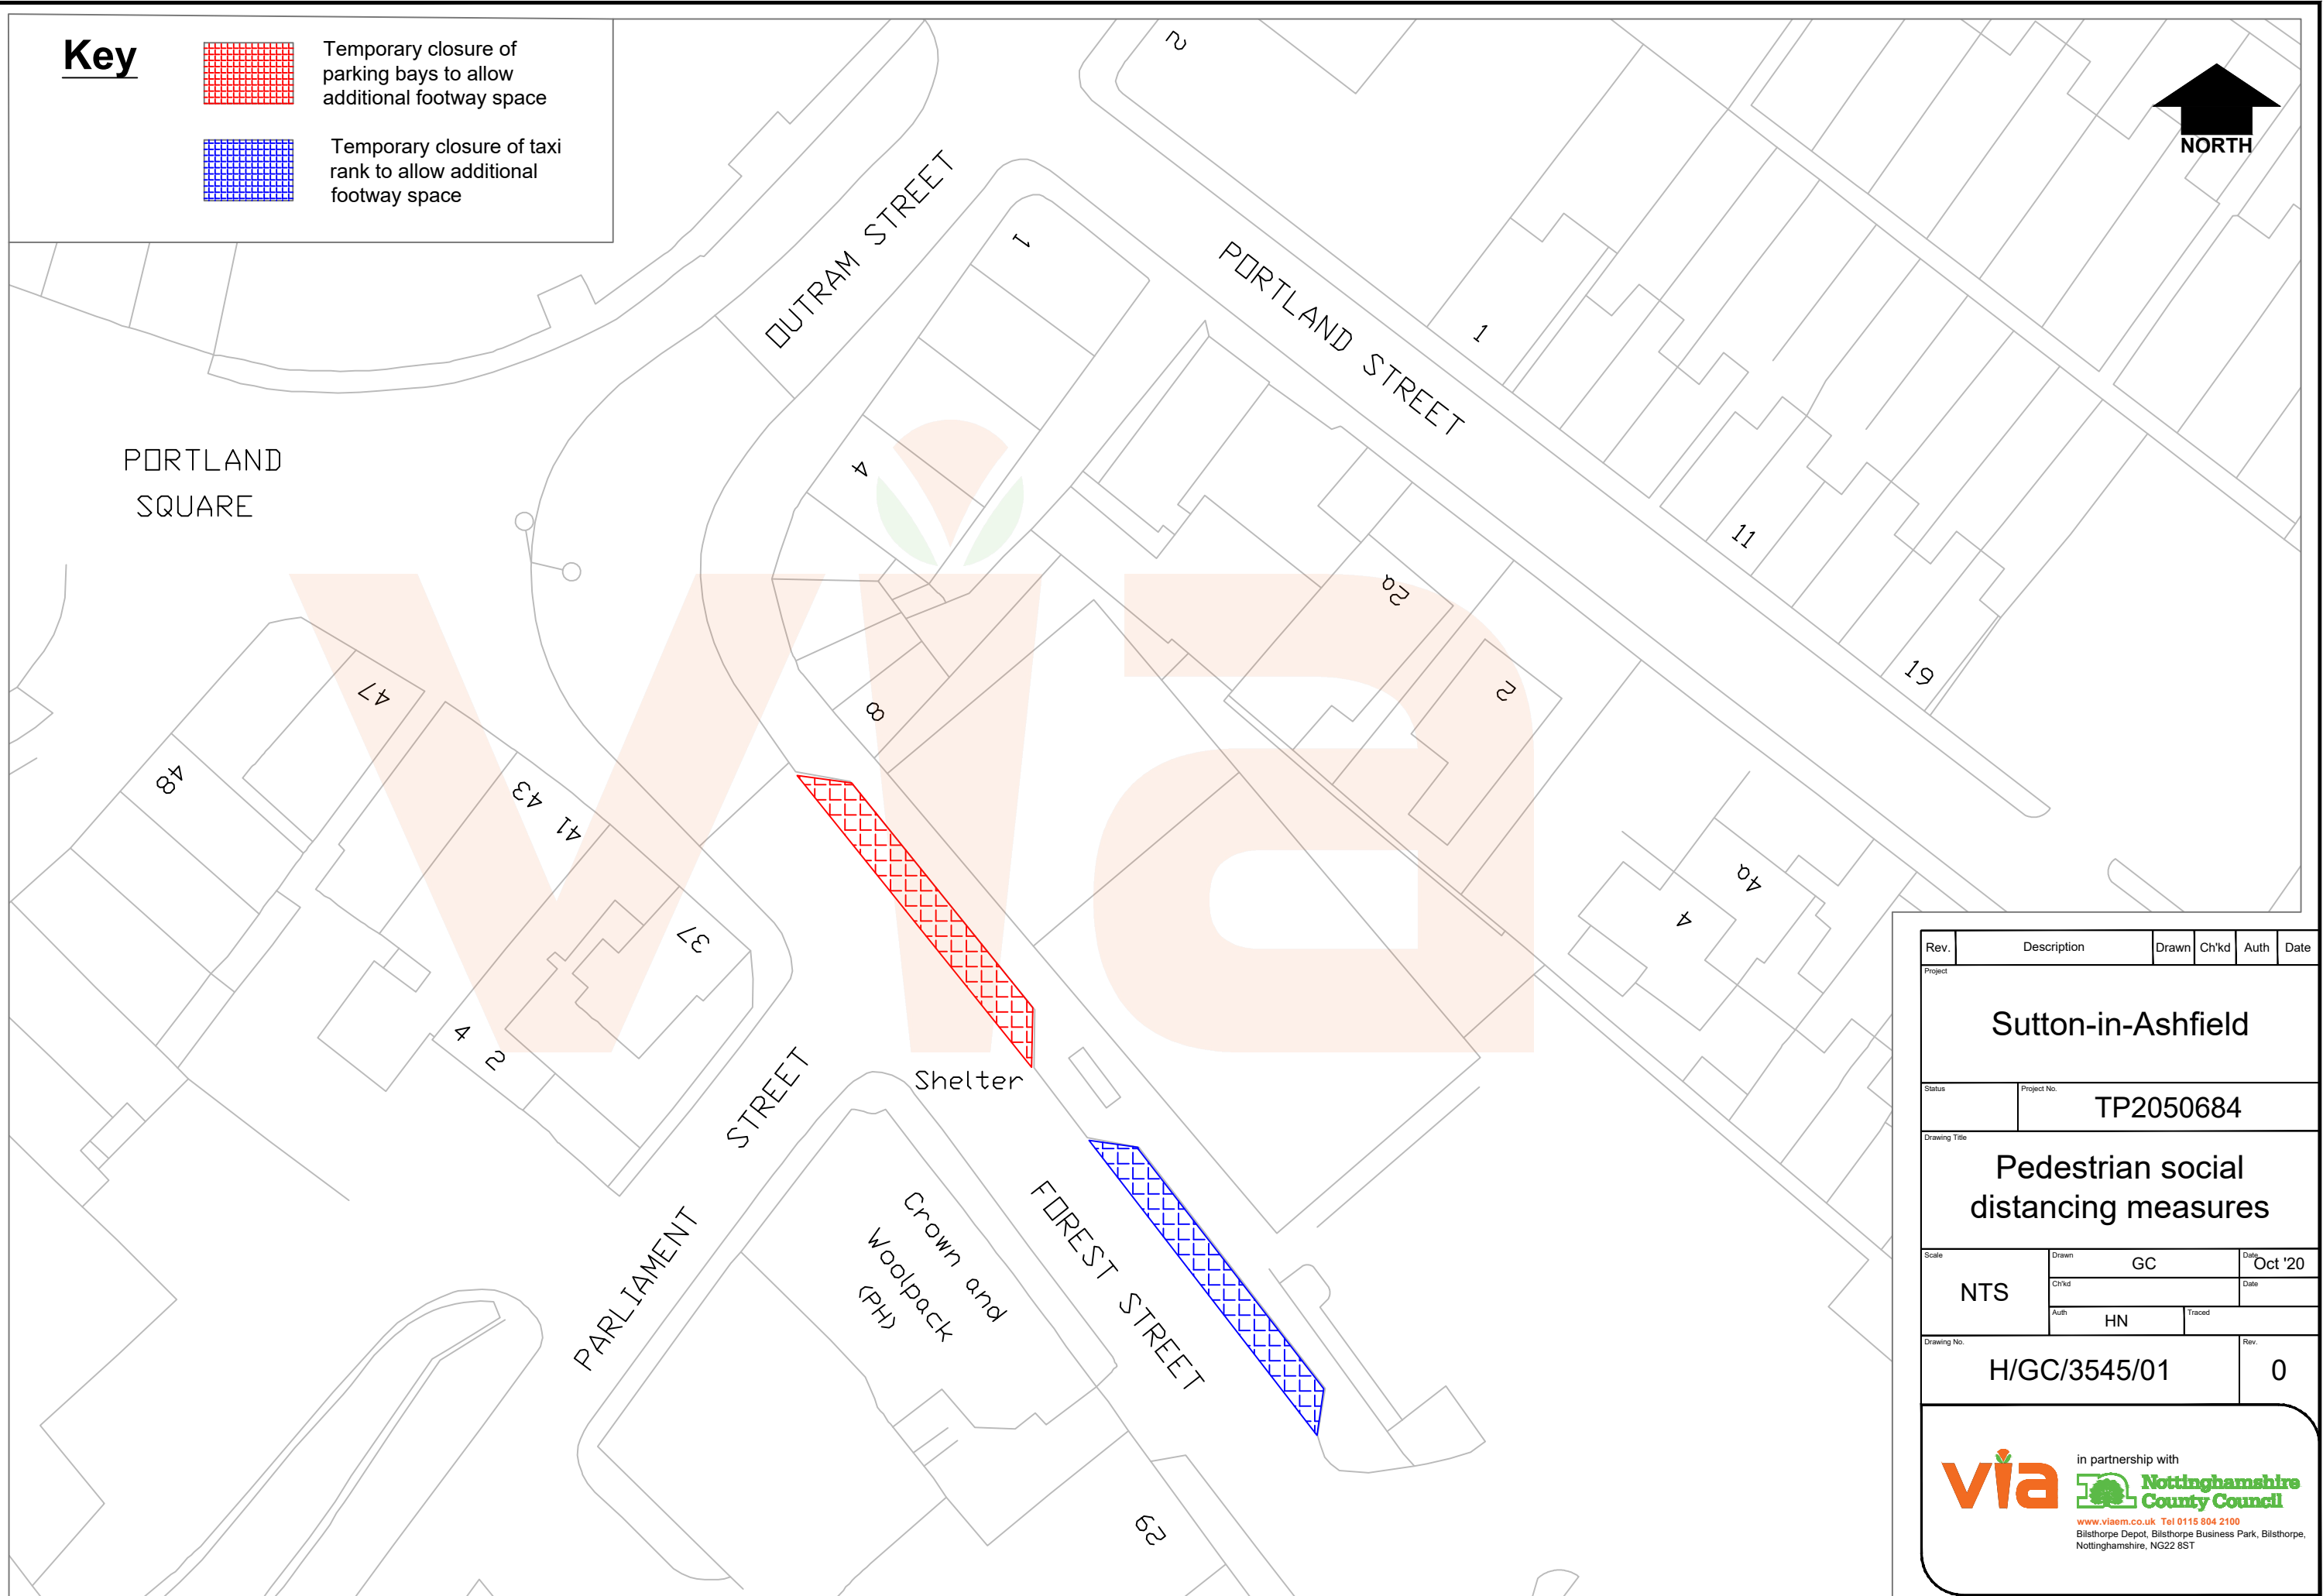 Key
Temporary closure of
parking bays to allow
additional footway space
Temporary closure of taxi
rank to allow additional
footway space
NORTH
2
OUTRAM STREET
1
PORTLAND STREET
1
PORTLAND
SQUARE
4
11
2a
19
2
47
8
48
43
41
4a
4
37
4
2
Shelter
PARLIAMENT STREET
Crown and
Woolpack
(PH)
FOREST STREET
29
via
Rev.
Description
Drawn
Ch'kd
Auth
Date
Project
Sutton-in-Ashfield
Status
Project No.
TP2050684
Drawing Title
Pedestrian social
distancing measures
Scale
NTS
Drawn
GC
Date
Oct '20
Ch'kd
Date
Auth
HN
Traced
Drawing No.
H/GC/3545/01
Rev.
0
via
in partnership with
Nottinghamshire
County Council
www.viaem.co.uk Tel 0115 804 2100
Bilsthorpe Depot, Bilsthorpe Business Park, Bilsthorpe,
Nottinghamshire, NG22 8ST